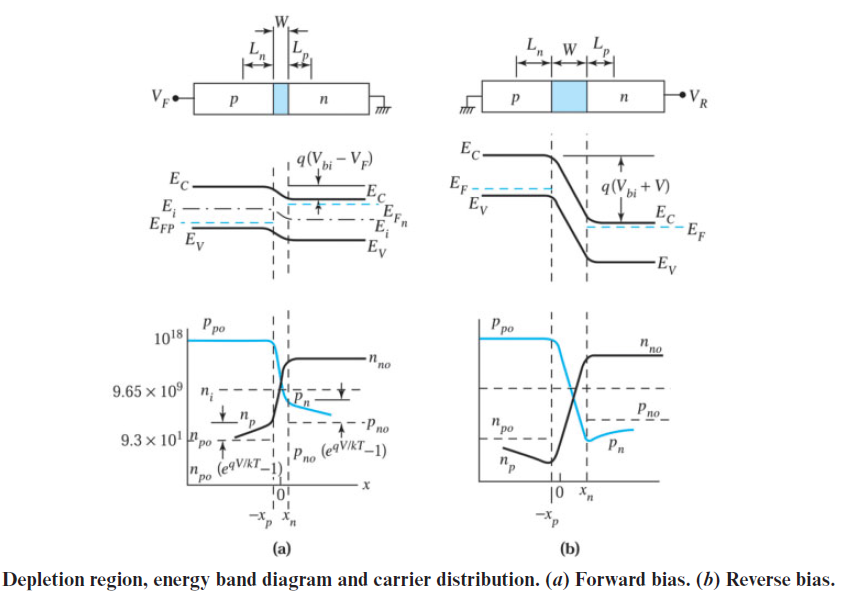 W
L_n L_p
V_F p n
q(V_bi – V_F)
E_C E_C
E_i E_Fn
E_FP E_i
E_V E_V
10^18 P_po
n_no
9.65 × 10^9 n_i P_n
n_p
9.3 × 10^1 n_po P_no
n_po (e^qV/kT–1) P_no (e^qV/kT–1)
0 x
–x_p x_n
(a)
L_n W L_p
p n V_R
E_C
E_F q(V_bi + V)
E_V E_C
E_F
E_V
P_po
n_no
n_po P_no
n_p P_n
0 x_n
–x_p
(b)
Depletion region, energy band diagram and carrier distribution. (a) Forward bias. (b) Reverse bias.